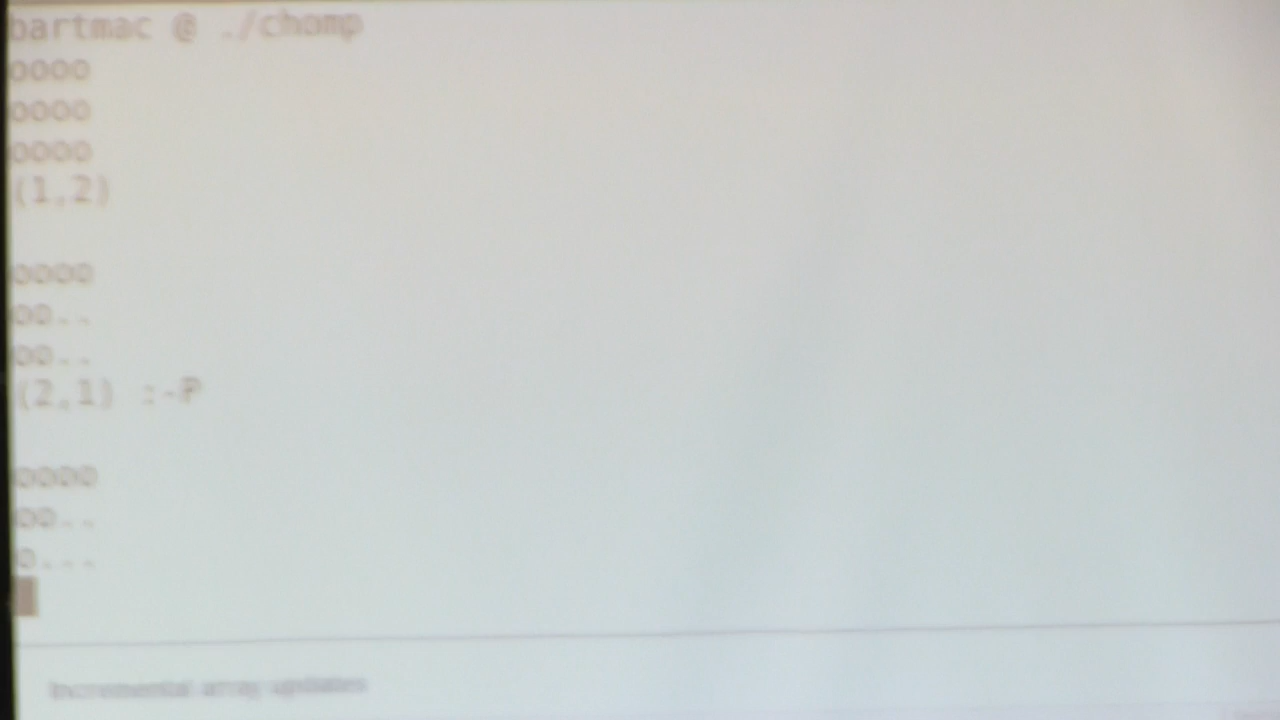 bartmac @ ./chomp
oooo
oooo
oooo
(1,2)
oooo
oo..
oo..
(2,1) :-P
oooo
oo..
o...
Incremental array updates